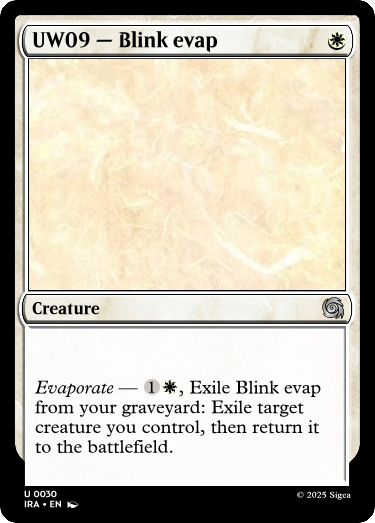 UW09 — Blink evap
Creature
Evaporate — 1, Exile Blink evap
from your graveyard: Exile target
creature you control, then return it
to the battlefield.
U 0030
IRA • EN
© 2025 Sigea